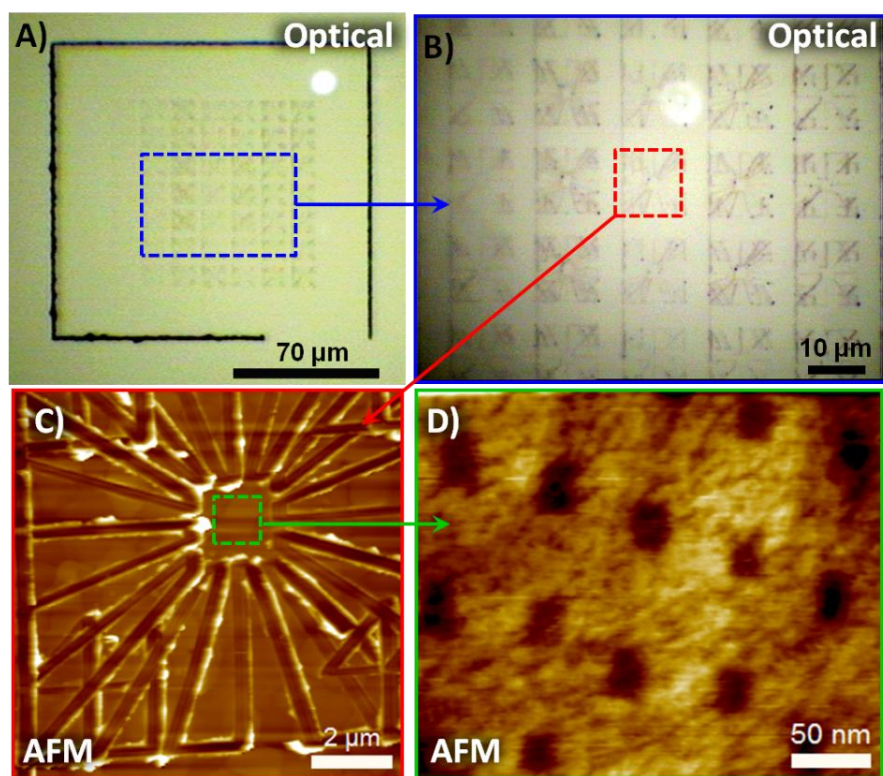 A)
Optical
70 µm
B)
Optical
10 µm
C)
AFM
2 µm
D)
AFM
50 nm